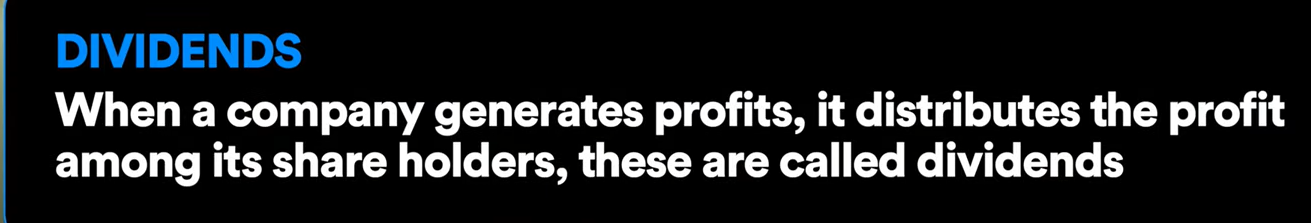 DIVIDENDS
When a company generates profits, it distributes the profit
among its share holders, these are called dividends